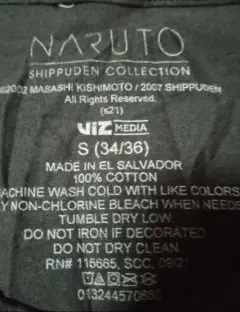 NARUTO
SHIPPUDEN COLLECTION
©2002 MASASHI KISHIMOTO / 2007 SHIPPUDEN
All Rights Reserved.
(s21)
VIZ MEDIA
S (34/36)
MADE IN EL SALVADOR
100% COTTON
ACHINE WASH COLD WITH LIKE COLORS
Y NON-CHLORINE BLEACH WHEN NEEDE
TUMBLE DRY LOW
DO NOT IRON IF DECORATED
DO NOT DRY CLEAN
RN# 115665, SCC, 09/21